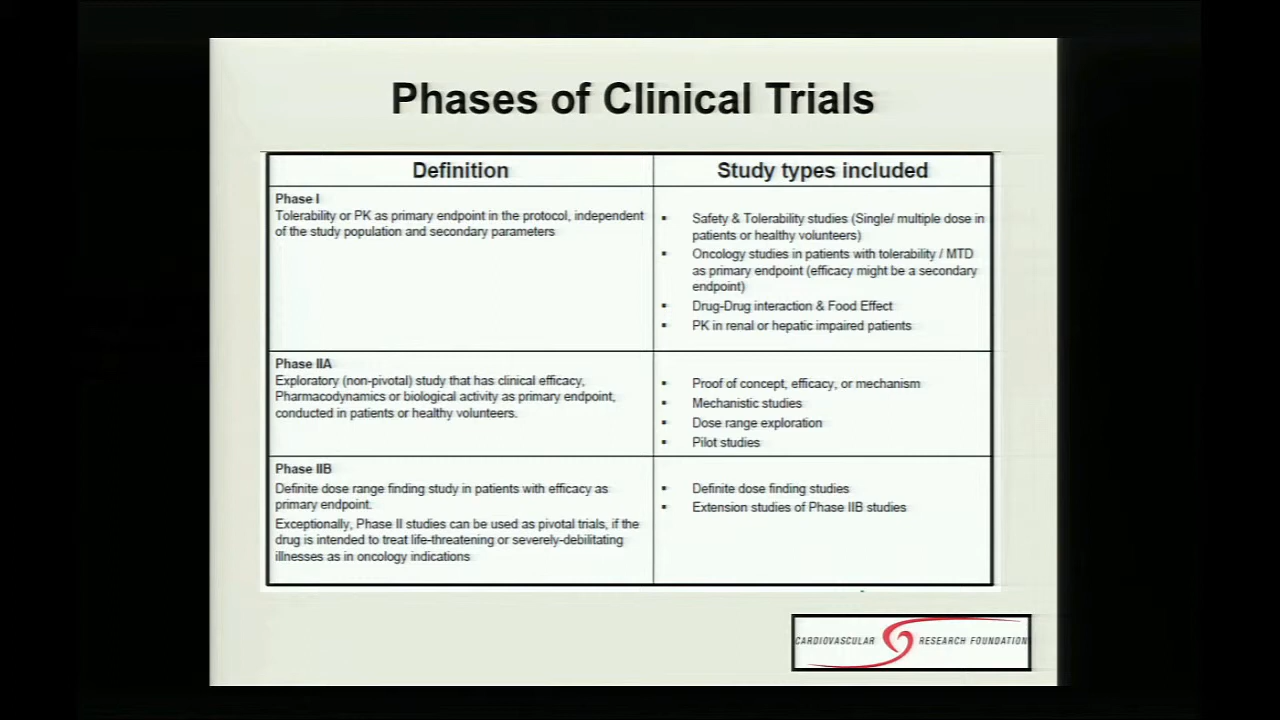 Phases of Clinical Trials
Definition
Study types included
Phase I
Tolerability or PK as primary endpoint in the protocol, independent
of the study population and secondary parameters
▪ Safety & Tolerability studies (Single/ multiple dose in
patients or healthy volunteers)
▪ Oncology studies in patients with tolerability / MTD
as primary endpoint (efficacy might be a secondary
endpoint)
▪ Drug-Drug interaction & Food Effect
▪ PK in renal or hepatic impaired patients
Phase IIA
Exploratory (non-pivotal) study that has clinical efficacy,
Pharmacodynamics or biological activity as primary endpoint,
conducted in patients or healthy volunteers.
▪ Proof of concept, efficacy, or mechanism
▪ Mechanistic studies
▪ Dose range exploration
▪ Pilot studies
Phase IIB
Definite dose range finding study in patients with efficacy as
primary endpoint.
Exceptionally, Phase II studies can be used as pivotal trials, if the
drug is intended to treat life-threatening or severely-debilitating
illnesses as in oncology indications
▪ Definite dose finding studies
▪ Extension studies of Phase IIB studies
CARDIOVASCULAR RESEARCH FOUNDATION